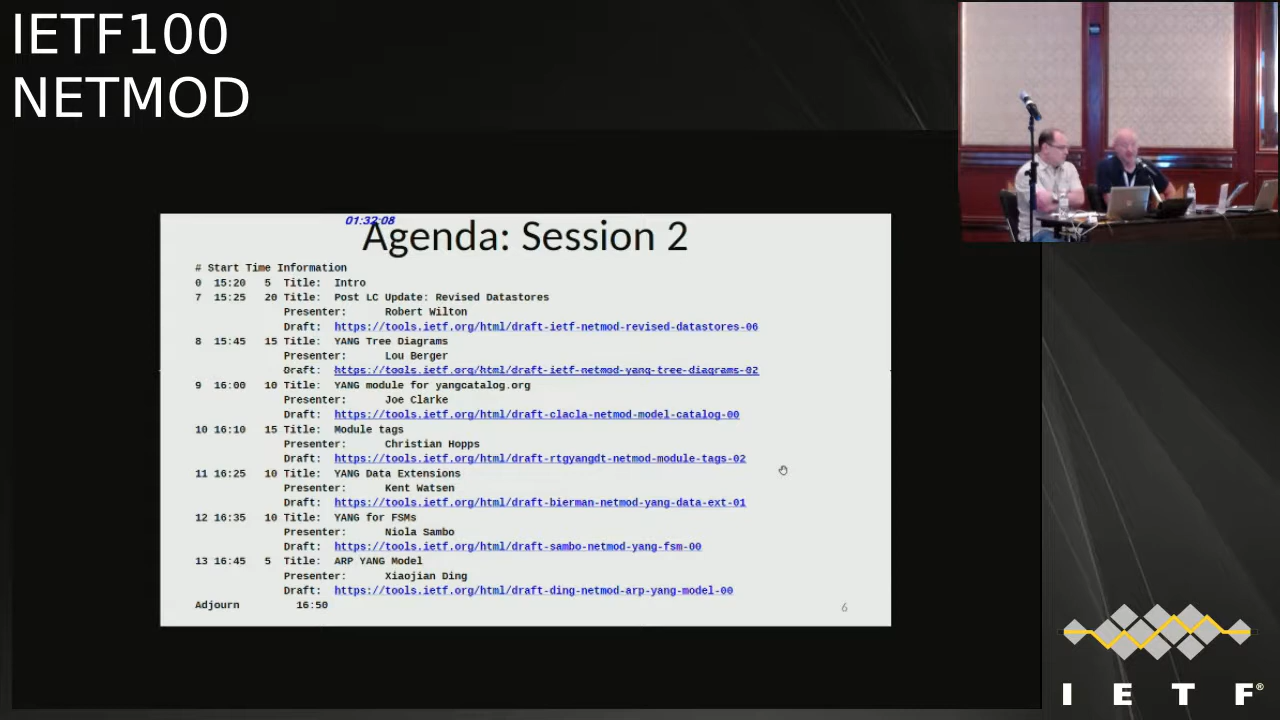 IETF100
NETMOD
01:32:08
Agenda: Session 2
# Start Time Information
0 15:20 5 Title: Intro
7 15:25 20 Title: Post LC Update: Revised Datastores
Presenter: Robert Wilton
Draft: https://tools.ietf.org/html/draft-ietf-netmod-revised-datastores-06
8 15:45 15 Title: YANG Tree Diagrams
Presenter: Lou Berger
Draft: https://tools.ietf.org/html/draft-ietf-netmod-yang-tree-diagrams-02
9 16:00 10 Title: YANG module for yangcatalog.org
Presenter: Joe Clarke
Draft: https://tools.ietf.org/html/draft-clacla-netmod-model-catalog-00
10 16:10 15 Title: Module tags
Presenter: Christian Hopps
Draft: https://tools.ietf.org/html/draft-rtgyangdt-netmod-module-tags-02
11 16:25 10 Title: YANG Data Extensions
Presenter: Kent Watsen
Draft: https://tools.ietf.org/html/draft-bierman-netmod-yang-data-ext-01
12 16:35 10 Title: YANG for FSMs
Presenter: Niola Sambo
Draft: https://tools.ietf.org/html/draft-sambo-netmod-yang-fsm-00
13 16:45 5 Title: ARP YANG Model
Presenter: Xiaojian Ding
Draft: https://tools.ietf.org/html/draft-ding-netmod-arp-yang-model-00
Adjourn 16:50
6
I E T F®